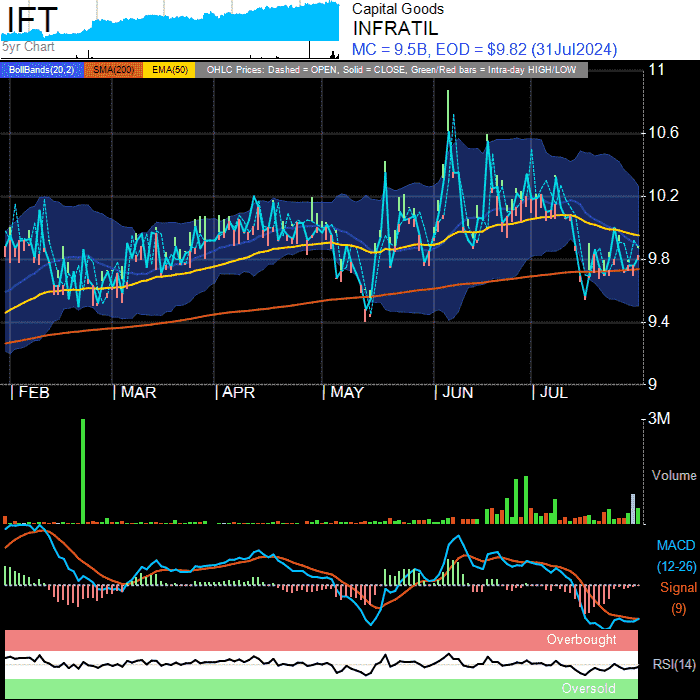 IFT
Capital Goods
INFRATIL
MC = 9.5B, EOD = $9.82 (31Jul2024)
5yr Chart
BollBands(20,2) SMA(200) EMA(50) OHLC Prices: Dashed = OPEN, Solid = CLOSE, Green/Red bars = Intra-day HIGH/LOW
11
10.6
10.2
9.8
9.4
9
FEB MAR APR MAY JUN JUL
3M
Volume
MACD
(12-26)
Signal
(9)
Overbought
RSI(14)
Oversold